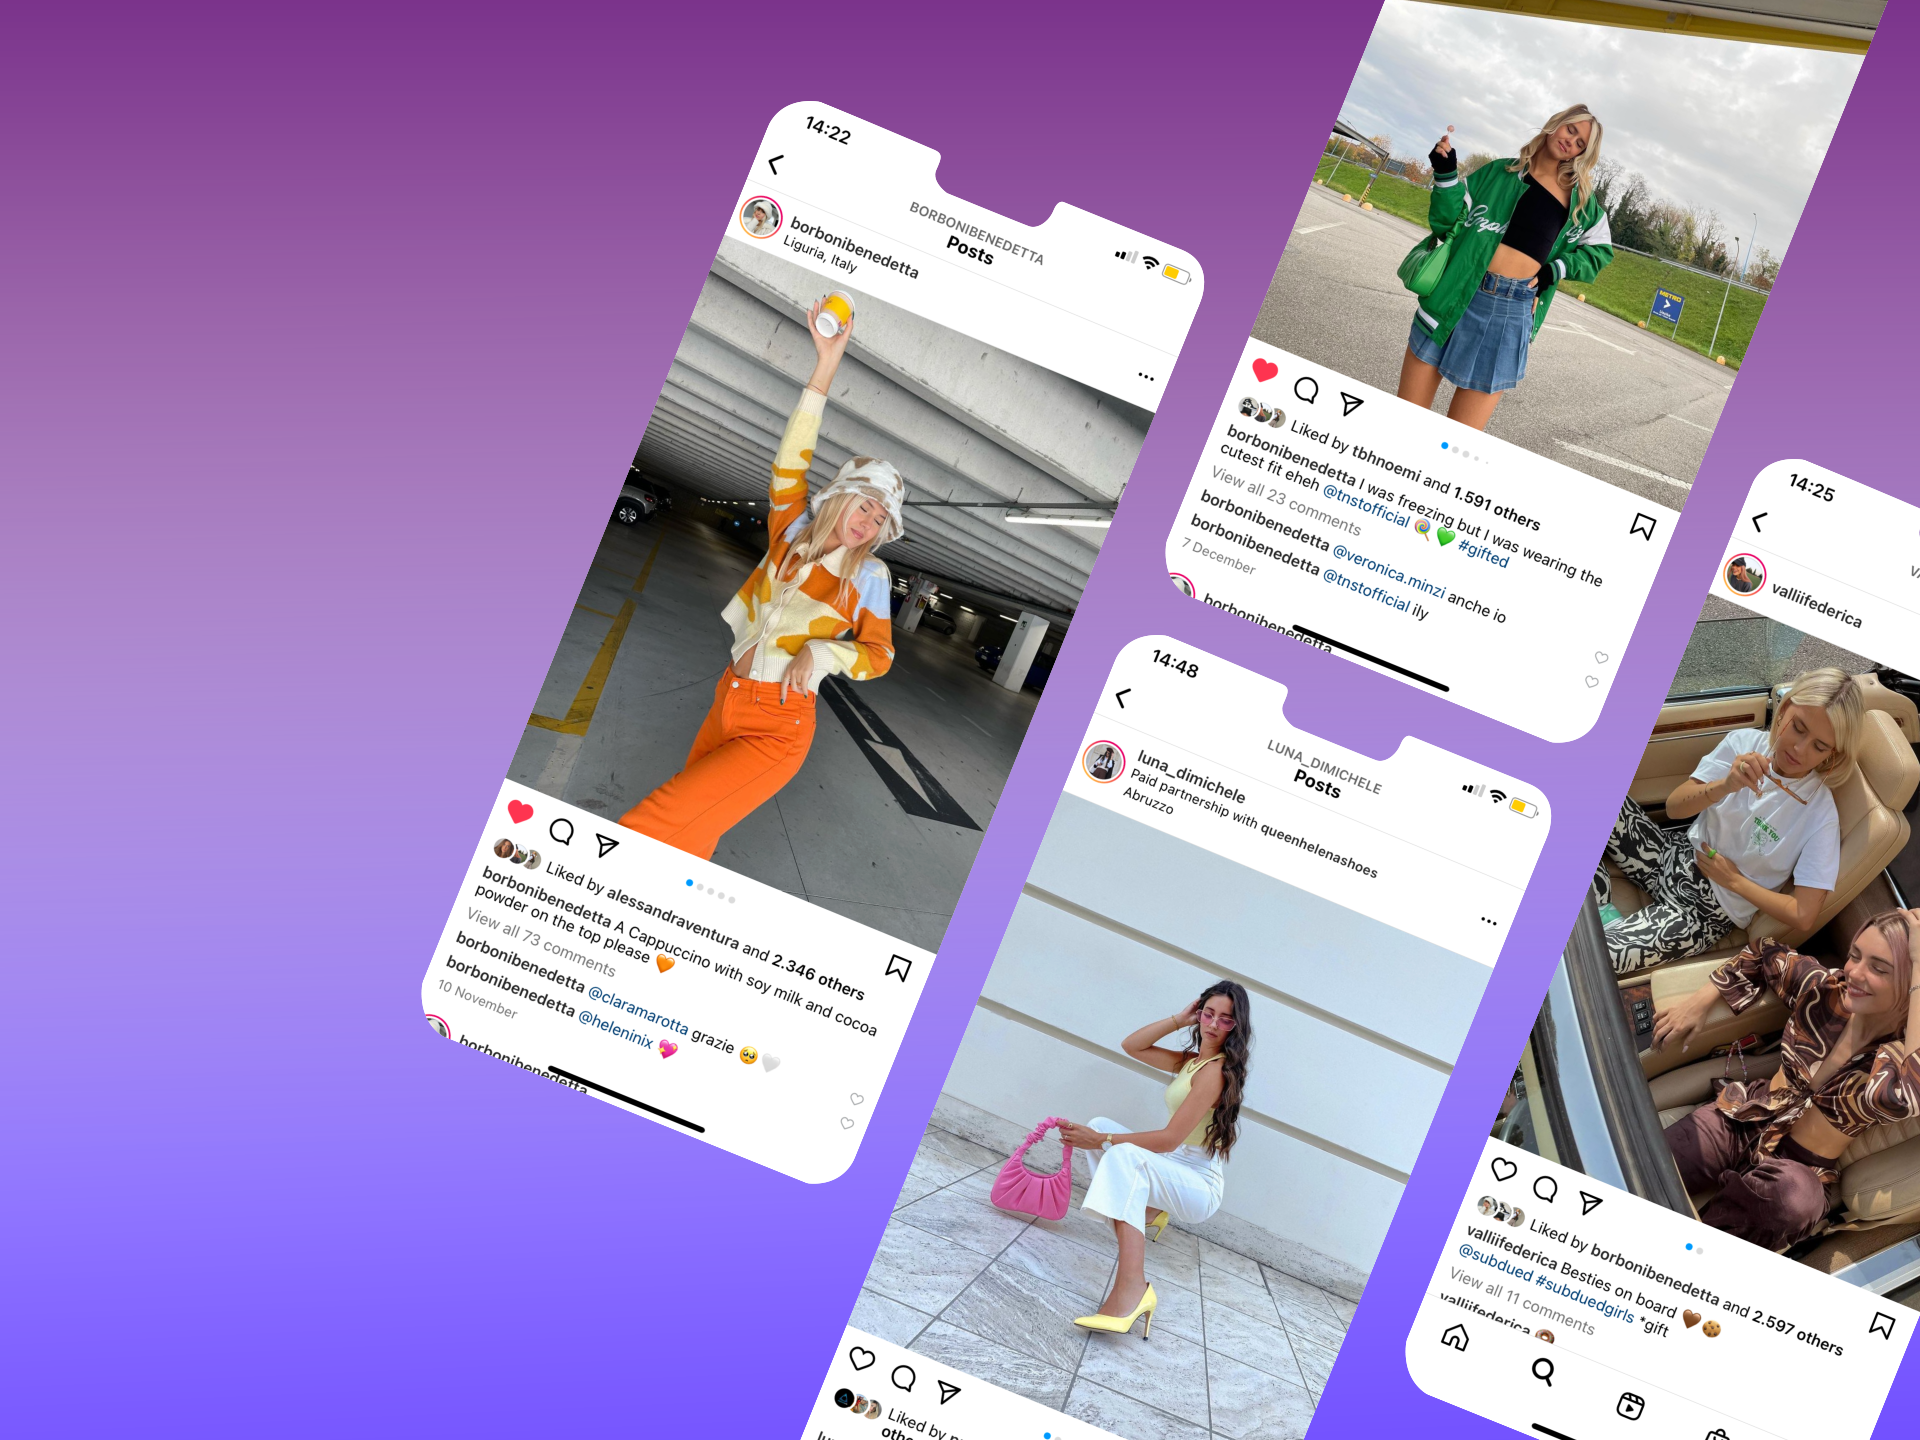 14:22
BORBONIBENEDETTA
Posts
borbonibenedetta
Liguria, Italy
Liked by alessandraventura and 2.346 others
borbonibenedetta A Cappuccino with soy milk and cocoa
powder on the top please 🧡
View all 73 comments
borbonibenedetta @claramarotta grazie 🥺🤍
borbonibenedetta @heleninix 💖
10 November
borbonibenedetta
METRO
Liked by tbhnoemi and 1.591 others
borbonibenedetta I was freezing but I was wearing the
cutest fit eheh @tnstofficial 🍭💚 #gifted
View all 23 comments
borbonibenedetta @veronica.minzi anche io
borbonibenedetta @tnstofficial ily
7 December
borbonibenedetta
14:48
LUNA_DIMICHELE
Posts
luna_dimichele
Paid partnership with queenhelenashoes
Abruzzo
Liked by
14:25
valliifederica
THANK YOU
Liked by borbonibenedetta and 2.597 others
valliifederica Besties on board 🤎🍪
@subdued #subduedgirls *gift
View all 11 comments
valliifederica 🍩